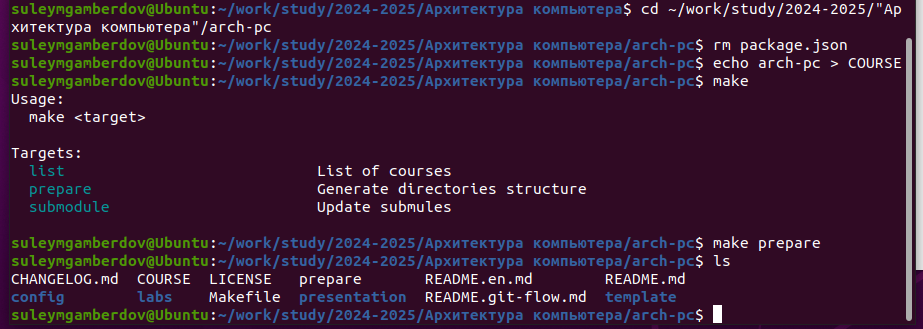 suleymgamberdov@Ubuntu:~/work/study/2024-2025/Архитектура компьютера$ cd ~/work/study/2024-2025/"Ар
хитектура компьютера"/arch-pc
suleymgamberdov@Ubuntu:~/work/study/2024-2025/Архитектура компьютера/arch-pc$ rm package.json
suleymgamberdov@Ubuntu:~/work/study/2024-2025/Архитектура компьютера/arch-pc$ echo arch-pc > COURSE
suleymgamberdov@Ubuntu:~/work/study/2024-2025/Архитектура компьютера/arch-pc$ make
Usage:
  make <target>

Targets:
  list                            List of courses
  prepare                         Generate directories structure
  submodule                       Update submules

suleymgamberdov@Ubuntu:~/work/study/2024-2025/Архитектура компьютера/arch-pc$ make prepare
suleymgamberdov@Ubuntu:~/work/study/2024-2025/Архитектура компьютера/arch-pc$ ls
CHANGELOG.md  COURSE  LICENSE   prepare       README.en.md        README.md
config        labs    Makefile  presentation  README.git-flow.md  template
suleymgamberdov@Ubuntu:~/work/study/2024-2025/Архитектура компьютера/arch-pc$